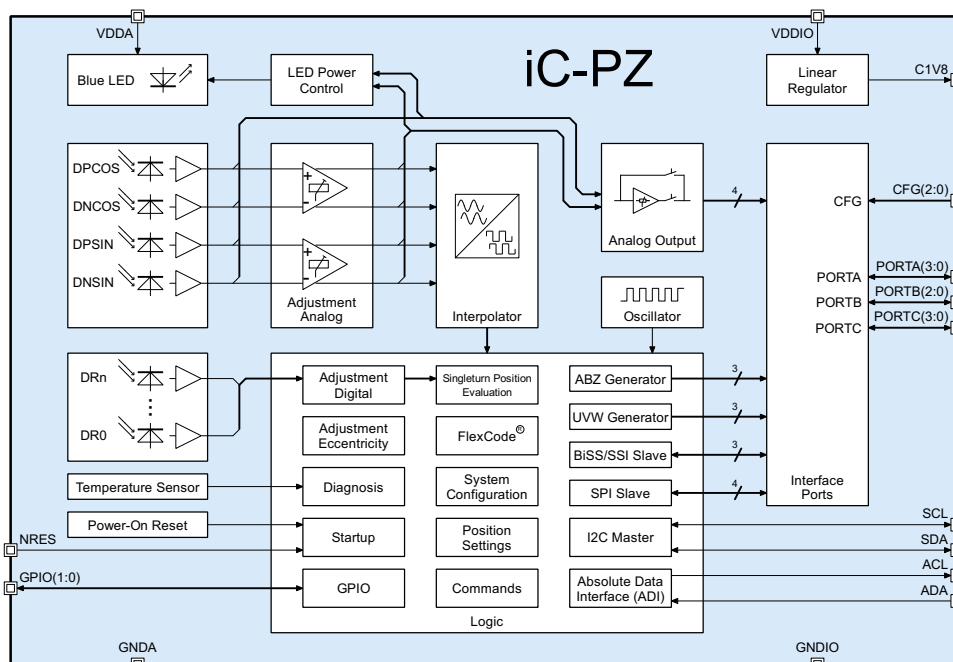 VDDA
VDDIO
iC-PZ
Blue LED
LED Power
Control
Linear
Regulator
C1V8
DPCOS
DNCOS
DPSIN
DNSIN
+
-
+
-
Adjustment
Analog
Interpolator
Analog Output
4
CFG
CFG(2:0)
PORTA
PORTA(3:0)
PORTB
PORTB(2:0)
PORTC
PORTC(3:0)
Oscillator
DRn
DR0
Adjustment
Digital
Singleturn Position
Evaluation
ABZ Generator
3
Adjustment
Eccentricity
FlexCode®
UVW Generator
3
BiSS/SSI Slave
3
Temperature Sensor
Diagnosis
System
Configuration
SPI Slave
4
Interface
Ports
Power-On Reset
NRES
Startup
Position
Settings
I2C Master
SCL
SDA
GPIO(1:0)
GPIO
Commands
Absolute Data
Interface (ADI)
ACL
ADA
Logic
GNDA
GNDIO